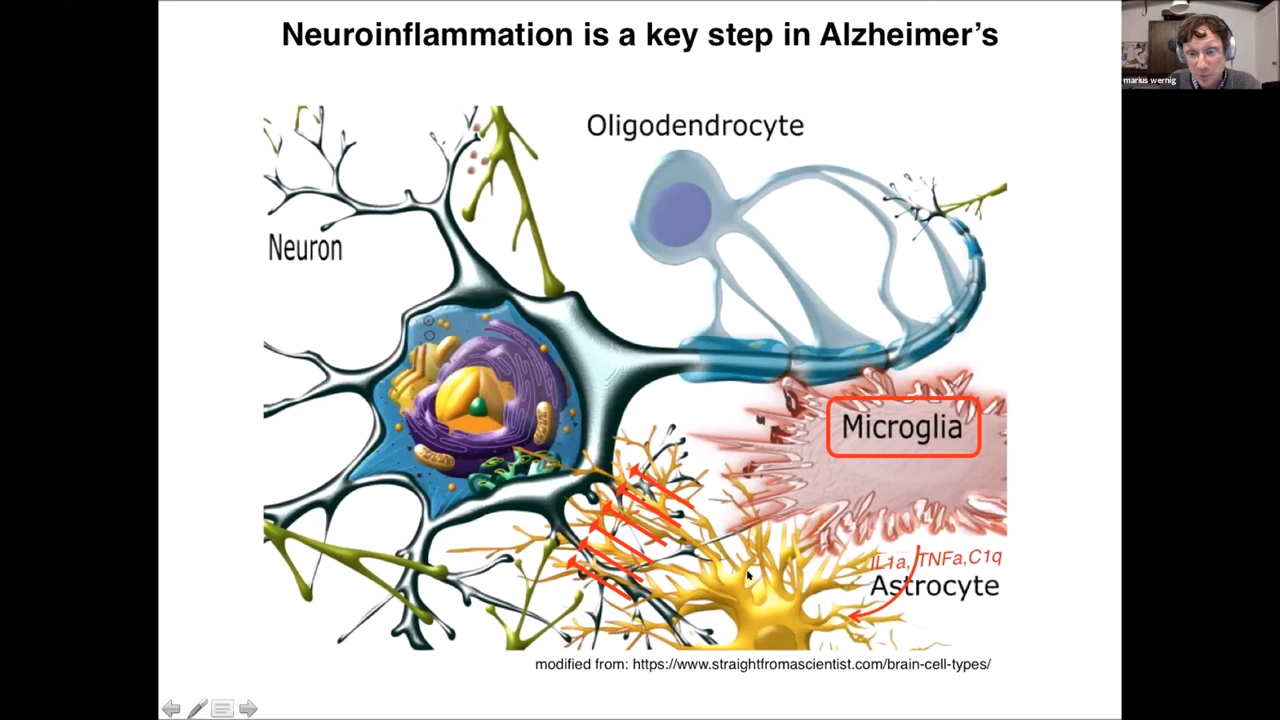 Neuroinflammation is a key step in Alzheimer's
marius wernig
Oligodendrocyte
Neuron
Microglia
IL1a, TNFa,C1q
Astrocyte
modified from: https://www.straightfromascientist.com/brain-cell-types/